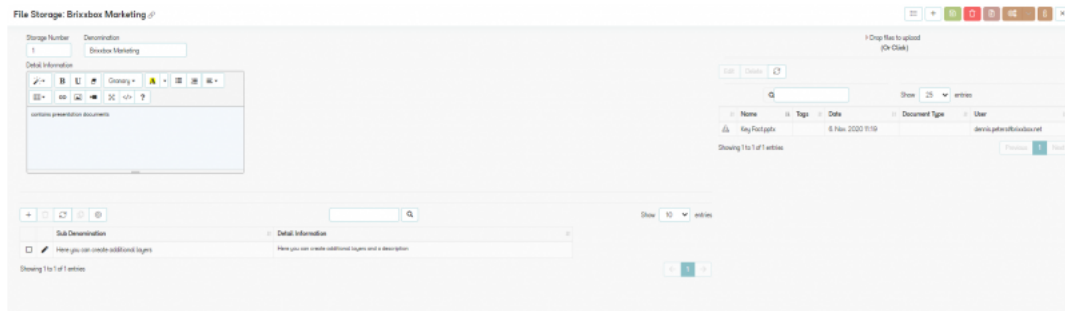 File Storage: Brixxbox Marketing
Storage Number Denomination
1 Brixxbox Marketing
Detail Information
B U Granary A
</> ?
contains presentation documents
Drop files to upload
(Or Click)
Edit Delete
Show 25 entries
Name Tags Date Document Type User
Key Fact.pptx 6. Nov. 2020 11:19
Showing 1 to 1 of 1 entries
Previous 1 Next
Show 10 entries
Sub Denomination Detail Information
Here you can create additional layers Here you can create additional layers and a description
Showing 1 to 1 of 1 entries
1